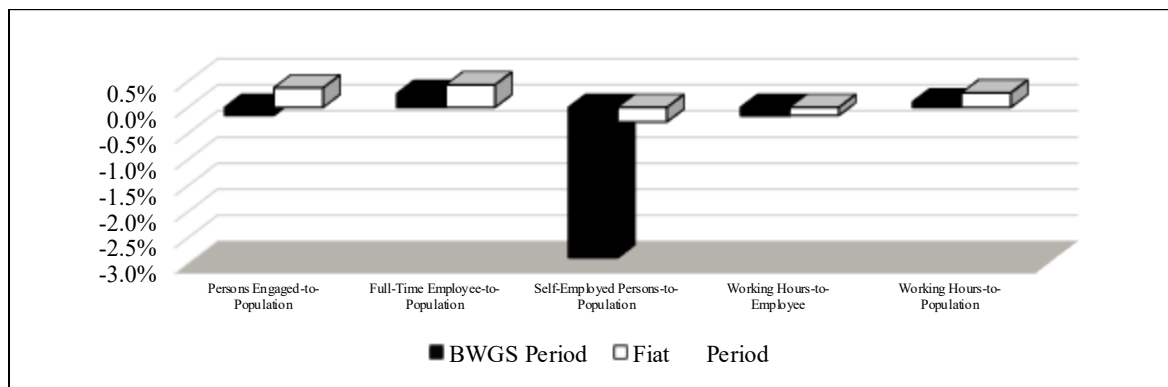 0.5%
0.0%
-0.5%
-1.0%
-1.5%
-2.0%
-2.5%
-3.0%
Persons Engaged-to-
Population
Full-Time Employee-to-
Population
Self-Employed Persons-to-
Population
Working Hours-to-
Employee
Working Hours-to-
Population
BWGS Period Fiat Period